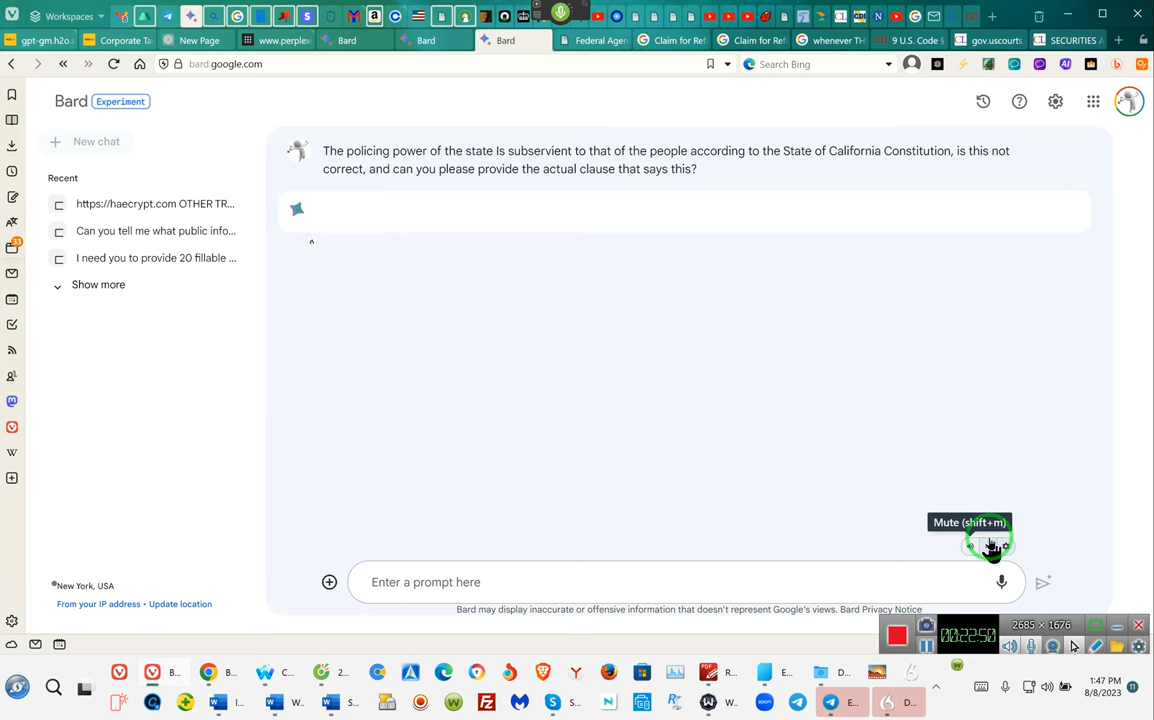 Workspaces
gpt-gm.h2o.
Corporate Ta
New Page
www.perplex
Bard
Bard
Bard
Federal Agen
Claim for Ref
Claim for Ref
whenever TH
9 U.S. Code §
gov.uscourts
SECURITIES A
bard.google.com
Search Bing
Bard Experiment
New chat
Recent
https://haecrypt.com OTHER TR...
Can you tell me what public info...
I need you to provide 20 fillable ...
Show more
The policing power of the state Is subservient to that of the people according to the State of California Constitution, is this not
correct, and can you please provide the actual clause that says this?
33
Mute (shift+m)
Enter a prompt here
New York, USA
From your IP address • Update location
Bard may display inaccurate or offensive information that doesn't represent Google's views. Bard Privacy Notice
00:22:50
2685 × 1676
B...
B...
C...
2...
R...
E...
D...
I...
W...
S...
S...
W...
E...
D...
1:47 PM
8/8/2023
11